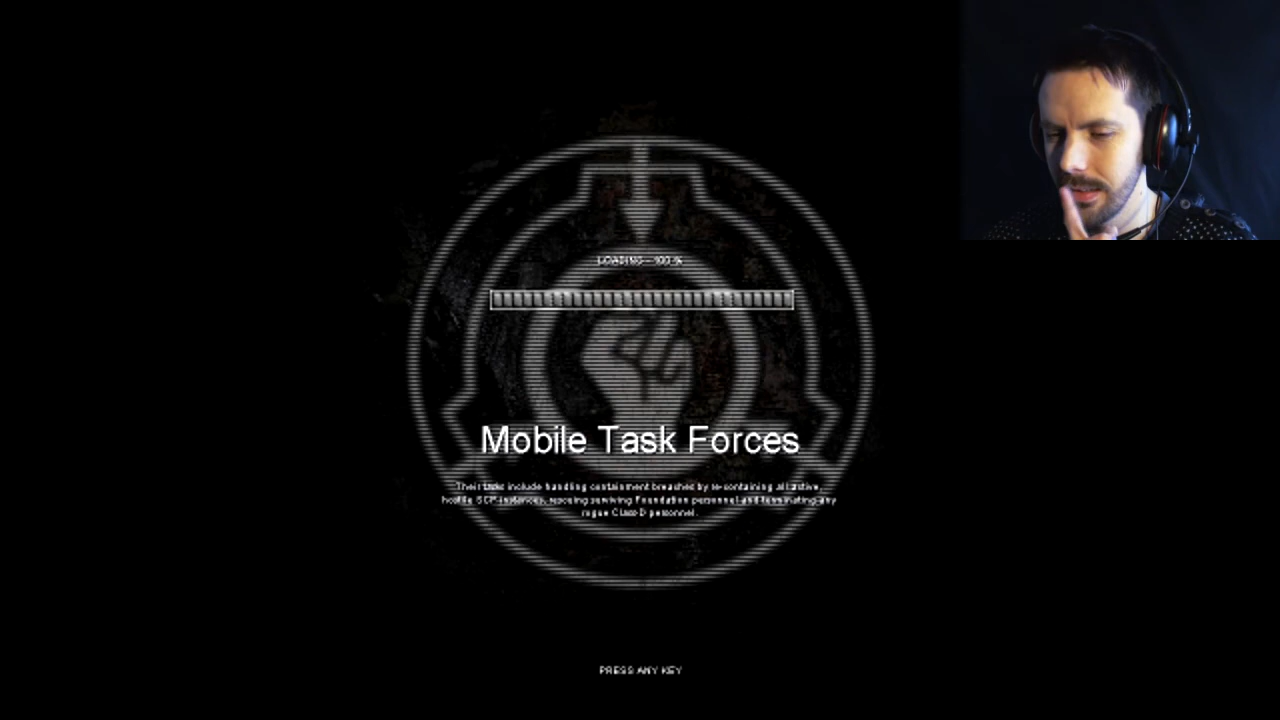 LOADING - 100 %
Mobile Task Forces
Their tasks include handling containment breaches by re-containing all active,
hostile SCP instances, rescuing surviving Foundation personnel and terminating any
rogue Class D personnel.
PRESS ANY KEY